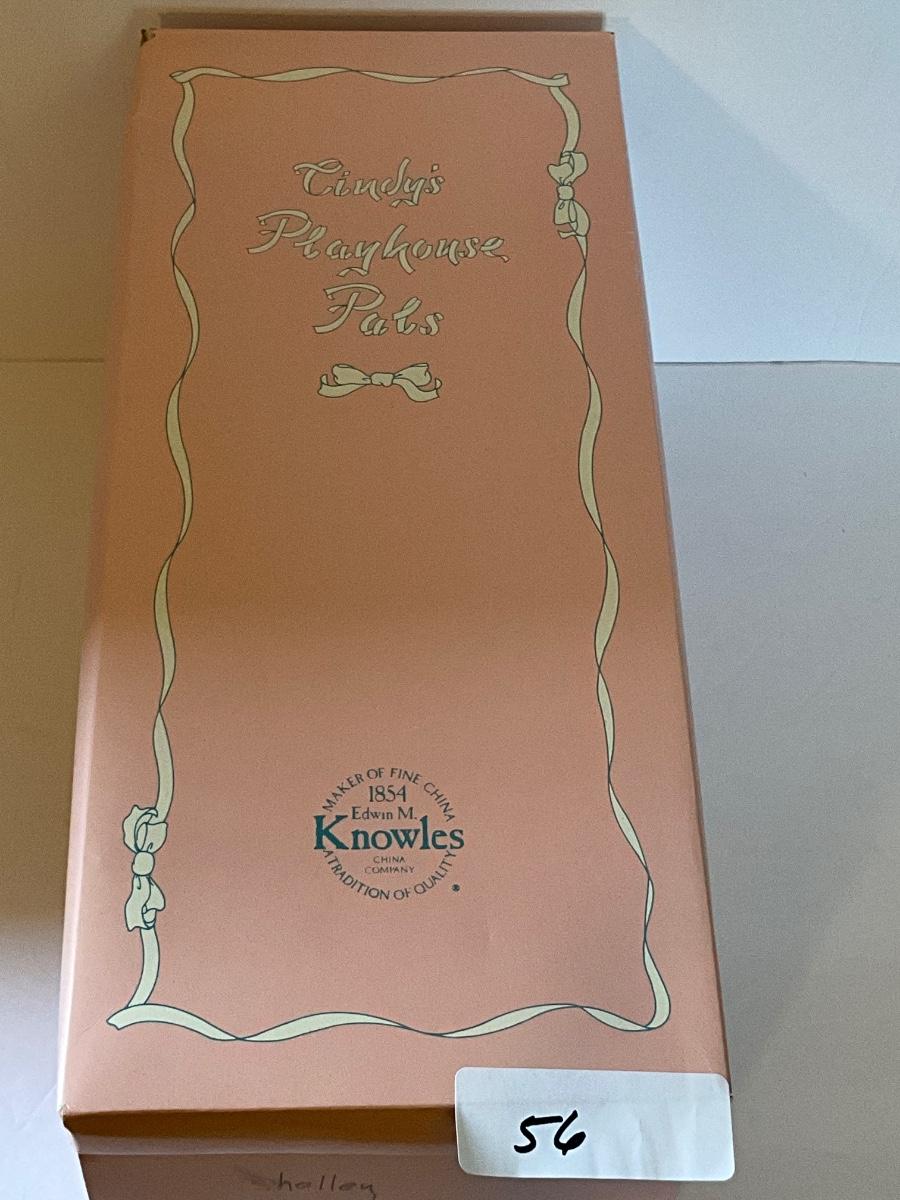 Cindy's
Playhouse
Pals
MAKER OF FINE CHINA
1854
Edwin M.
Knowles
CHINA
COMPANY
A TRADITION OF QUALITY
®
56